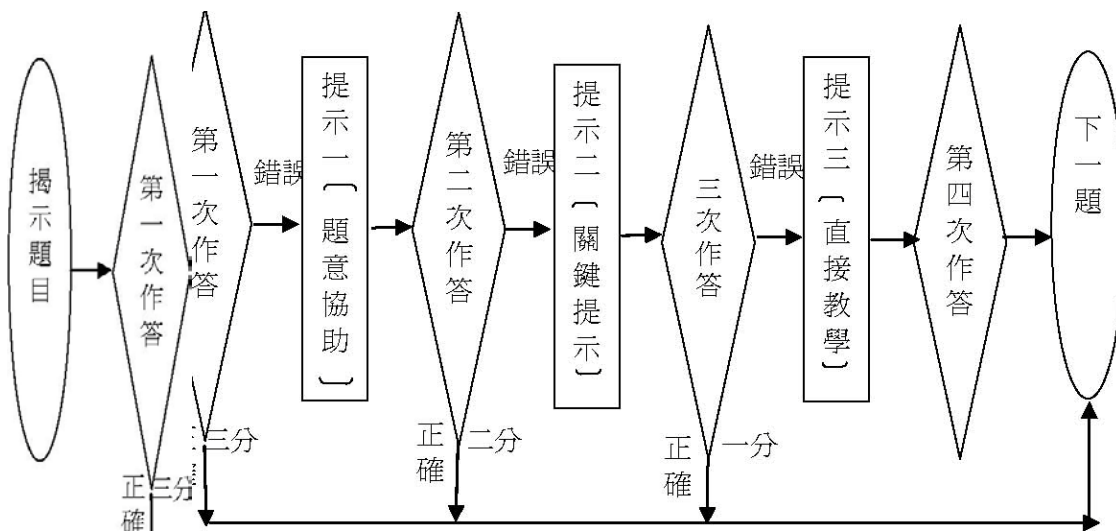 揭示題目
第一次作答
第一次作答
錯誤
提示一〔題意協助〕
第二次作答
錯誤
提示二〔關鍵提示〕
三次作答
錯誤
提示三〔直接教學〕
第四次作答
下一題
正確
三分
三分
正確
二分
正確
一分